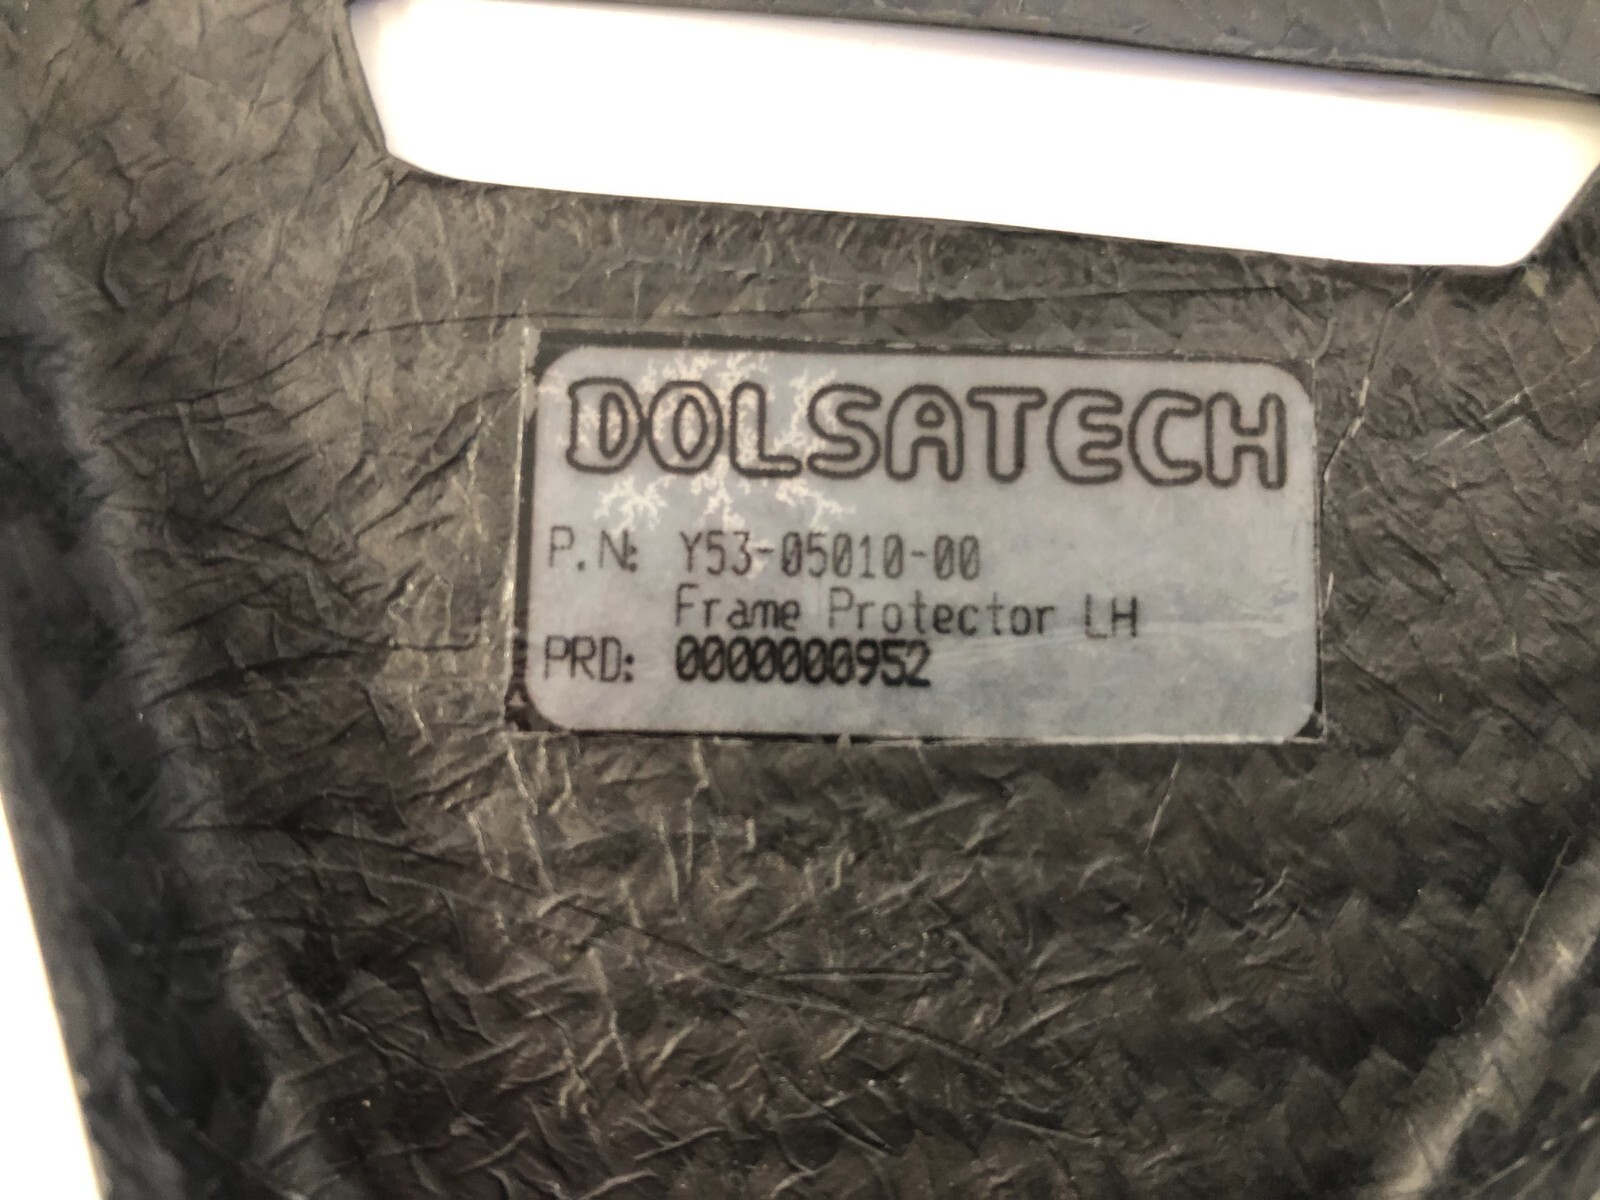 DOLSATECH
P.N: Y53-05010-00
Frame Protector LH
PRD: 0000000952